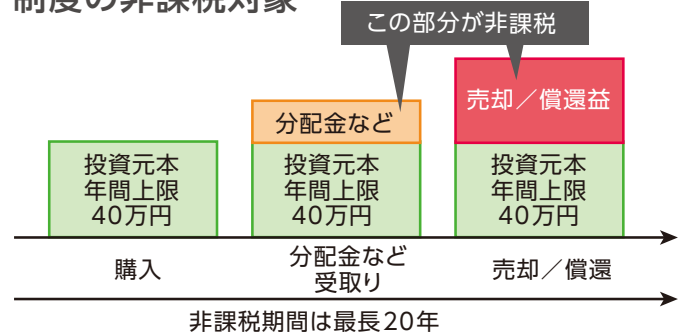 制度の非課税対象
この部分が非課税
売却／償還益
分配金など
投資元本
年間上限
40万円
投資元本
年間上限
40万円
投資元本
年間上限
40万円
購入
分配金など
受取り
売却／償還
非課税期間は最長20年